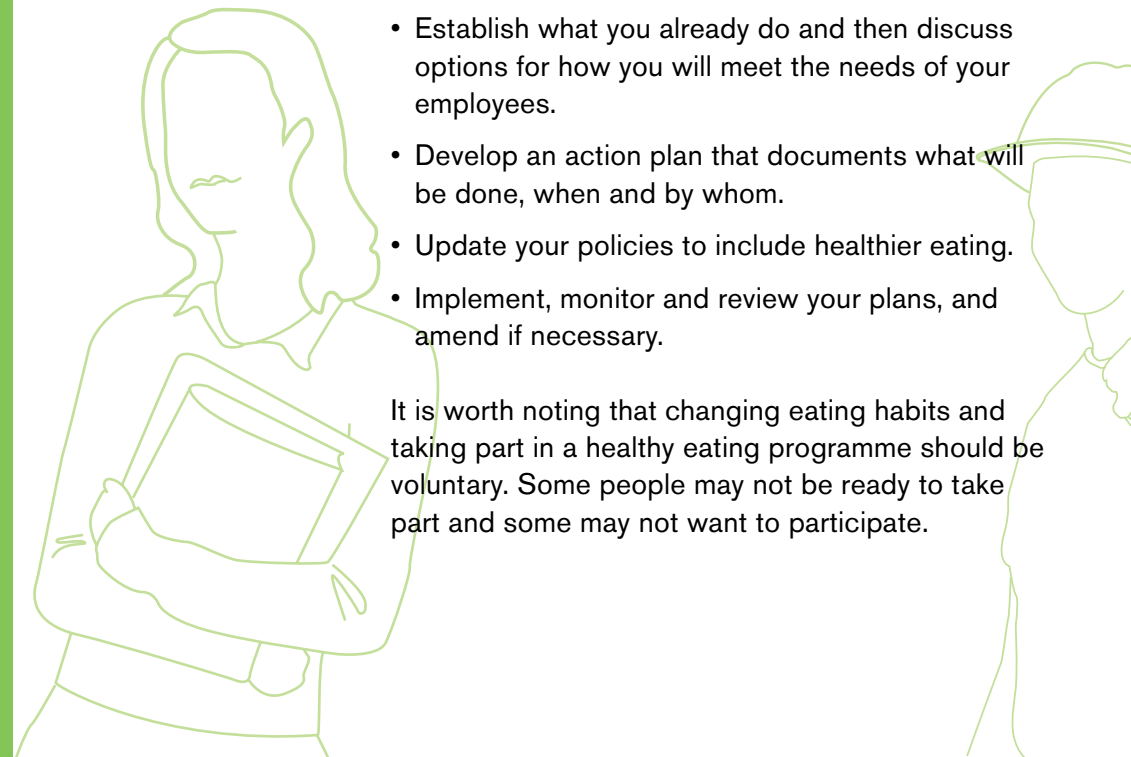 • Establish what you already do and then discuss
options for how you will meet the needs of your
employees.
• Develop an action plan that documents what will
be done, when and by whom.
• Update your policies to include healthier eating.
• Implement, monitor and review your plans, and
amend if necessary.
It is worth noting that changing eating habits and
taking part in a healthy eating programme should be
voluntary. Some people may not be ready to take
part and some may not want to participate.